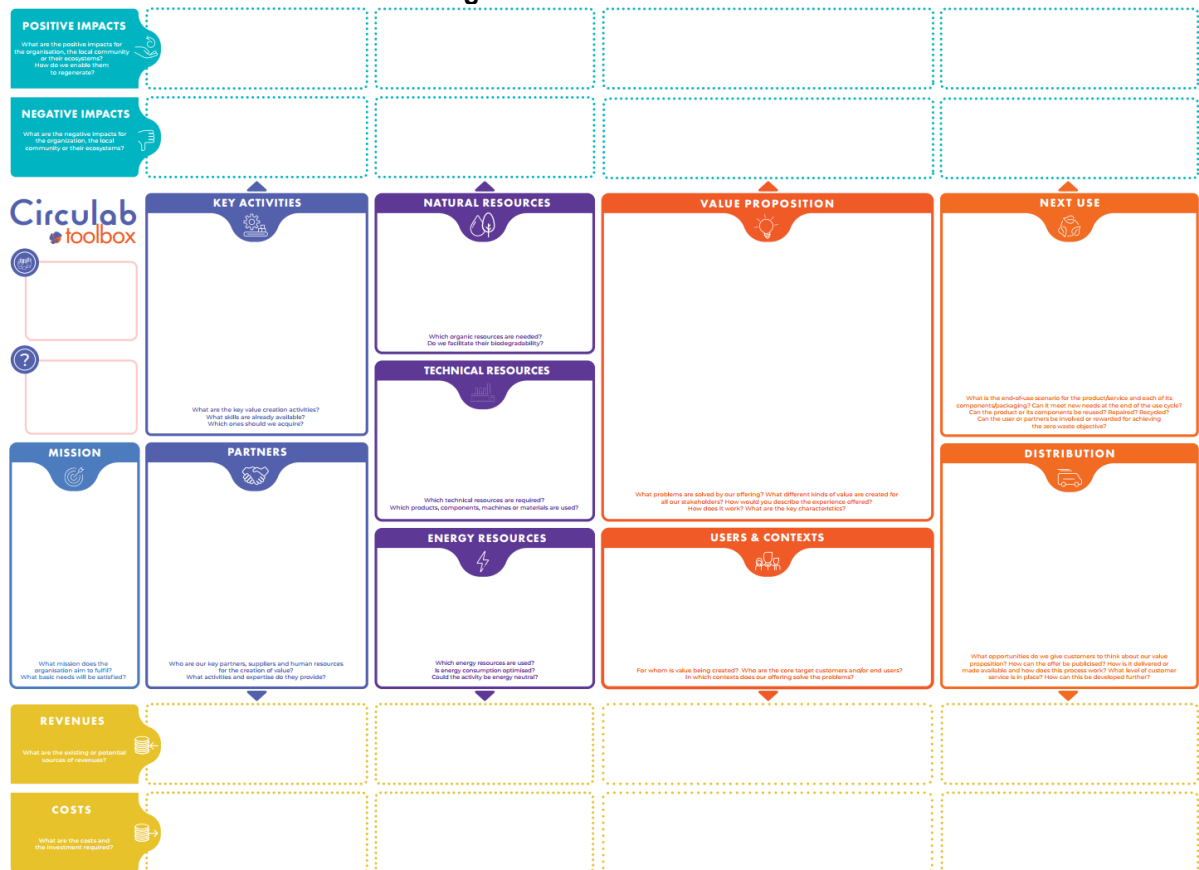 g
POSITIVE IMPACTS
What are the positive impacts for
the organisation, the local community
or their ecosystems?
How do we enable them
to regenerate?
NEGATIVE IMPACTS
What are the negative impacts for
the organization, the local
community or their ecosystems?
Circulab
toolbox
?
KEY ACTIVITIES
What are the key value creation activities?
What skills are already available?
Which ones should we acquire?
NATURAL RESOURCES
Which organic resources are needed?
Do we facilitate their biodegradability?
TECHNICAL RESOURCES
Which technical resources are required?
Which products, components, machines or materials are used?
VALUE PROPOSITION
What problems are solved by our offering? What different kinds of value are created for
all our stakeholders? How would you describe the experience offered?
How does it work? What are the key characteristics?
NEXT USE
What is the end-of-use scenario for the product/service and each of its
components/packaging? Can it meet new needs at the end of the use cycle?
Can the product or its components be reused? Repaired? Recycled?
Can the user or partners be involved or rewarded for achieving
the zero waste objective?
MISSION
What mission does the
organisation aim to fulfil?
What basic needs will be satisfied?
PARTNERS
Who are our key partners, suppliers and human resources
for the creation of value?
What activities and expertise do they provide?
ENERGY RESOURCES
Which energy resources are used?
Is energy consumption optimised?
Could the activity be energy neutral?
USERS & CONTEXTS
For whom is value being created? Who are the core target customers and/or end users?
In which contexts does our offering solve the problems?
DISTRIBUTION
What opportunities do we give customers to think about our value
proposition? How can the offer be publicised? How is it delivered or
made available and how does this process work? What level of customer
service is in place? How can this be developed further?
REVENUES
What are the existing or potential
sources of revenues?
COSTS
What are the costs and
the investment required?